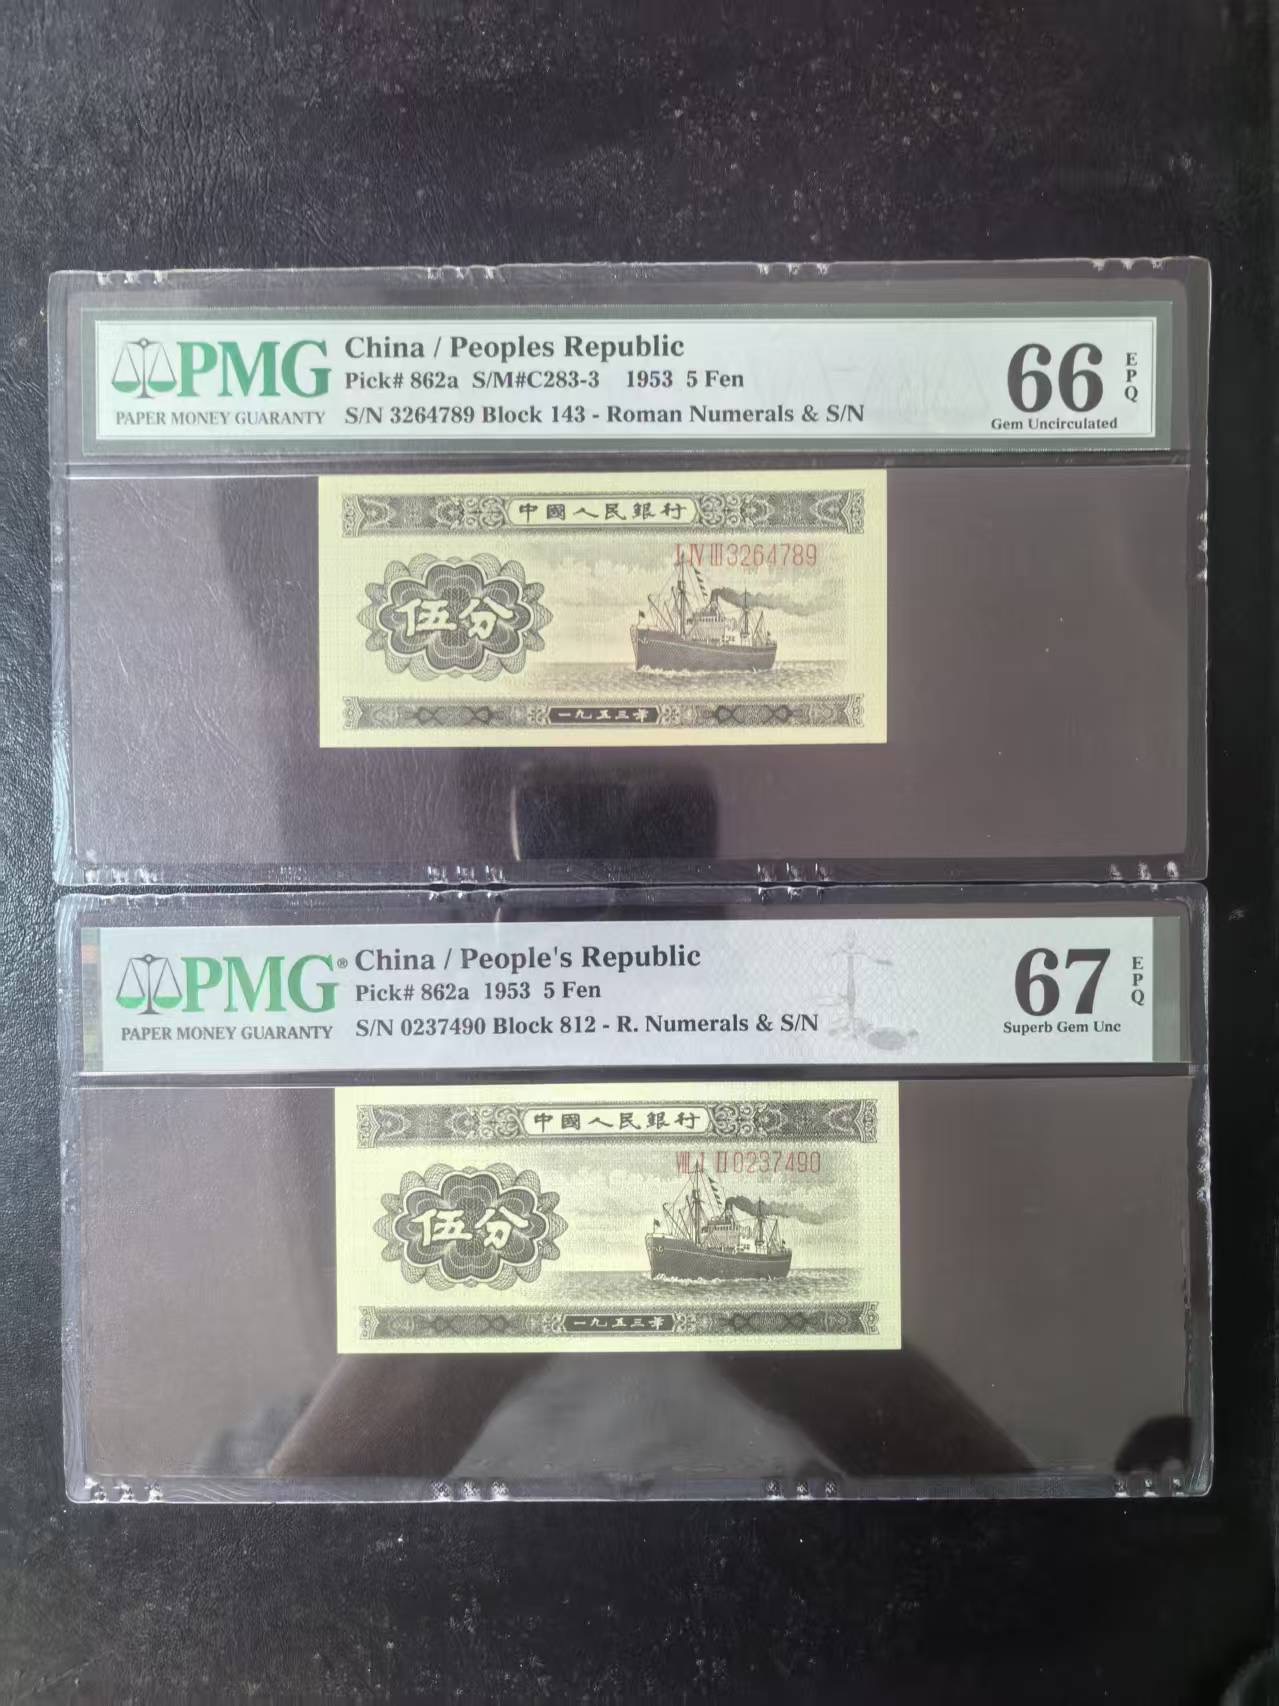 PMG
PAPER MONEY GUARANTY
China / Peoples Republic
Pick# 862a S/M#C283-3 1953 5 Fen
S/N 3264789 Block 143 - Roman Numerals & S/N
66
EPQ
Gem Uncirculated
中國人民銀行
I IV III 3264789
伍分
一九五三年
PMG®
PAPER MONEY GUARANTY
China / People's Republic
Pick# 862a 1953 5 Fen
S/N 0237490 Block 812 - R. Numerals & S/N
67
EPQ
Superb Gem Unc
中國人民銀行
VIII I II 0237490
伍分
一九五三年